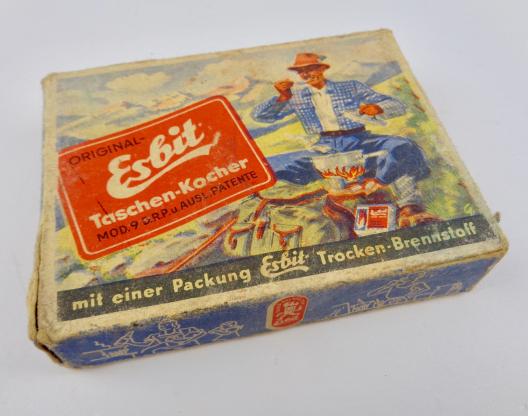 ORIGINAL-
Esbit
Taschen-Kocher
MOD. 9 D.R.P. u. AUSL. PATENTE
mit einer Packung Esbit Trocken-Brennstoff